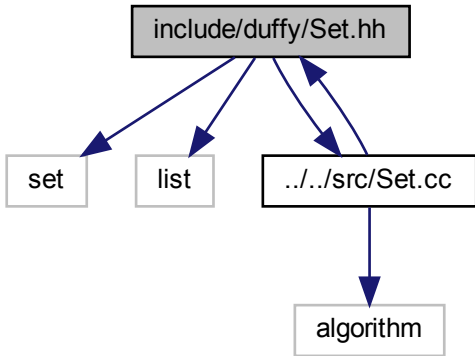 include/duffy/Set.hh
set
list
../../src/Set.cc
algorithm